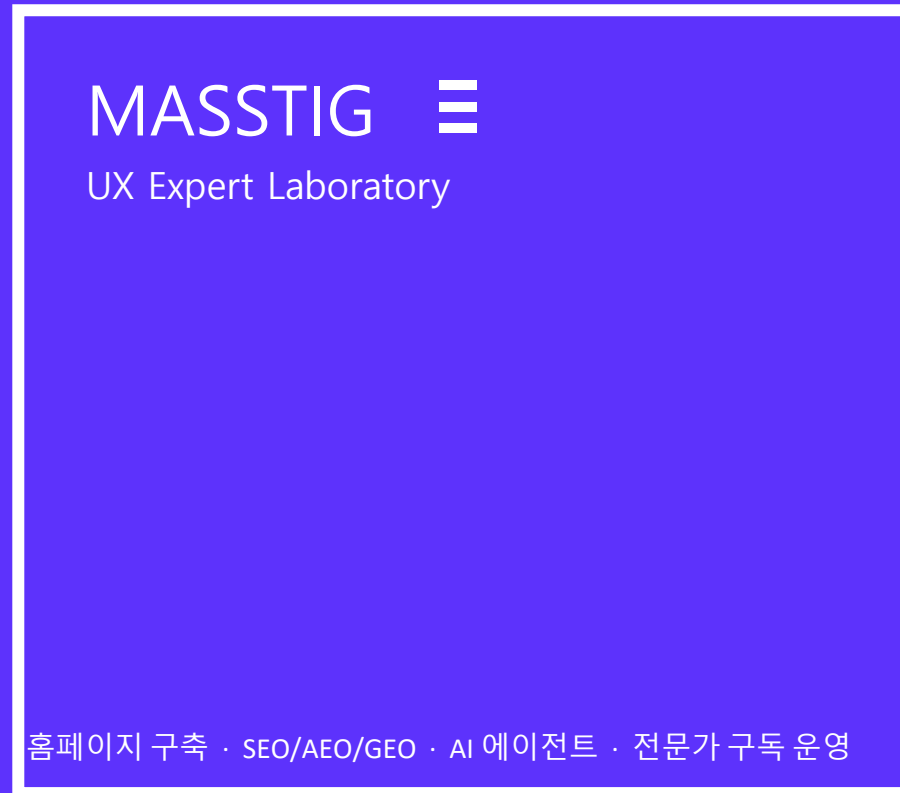 MASSTIG
UX Expert Laboratory
홈페이지 구축 · SEO/AEO/GEO · AI 에이전트 · 전문가 구독 운영